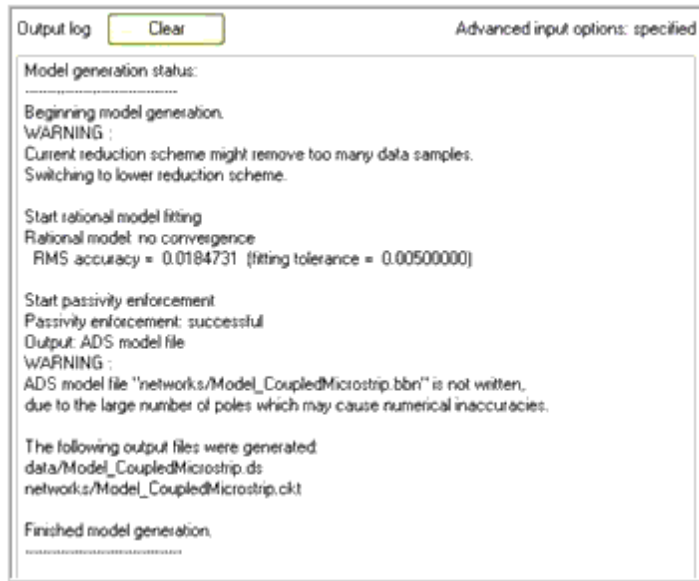 Output log Clear Advanced input options: specified
Model generation status:
Beginning model generation.
WARNING :
Current reduction scheme might remove too many data samples.
Switching to lower reduction scheme.
Start rational model fitting
Rational model: no convergence
RMS accuracy = 0.0184731 (fitting tolerance = 0.00500000)
Start passivity enforcement
Passivity enforcement: successful
Output: ADS model file
WARNING :
ADS model file "networks/Model_CoupledMicrostrip.bbn" is not written,
due to the large number of poles which may cause numerical inaccuracies.
The following output files were generated:
data/Model_CoupledMicrostrip.ds
networks/Model_CoupledMicrostrip.ckt
Finished model generation.